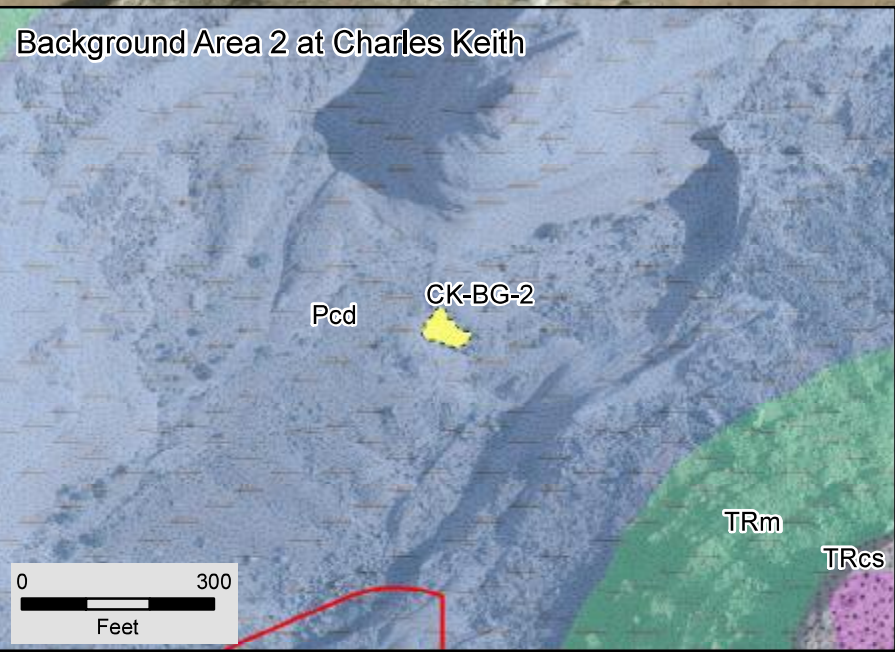 Background Area 2 at Charles Keith
CK-BG-2
Pcd
TRm
TRcs
0 300
Feet